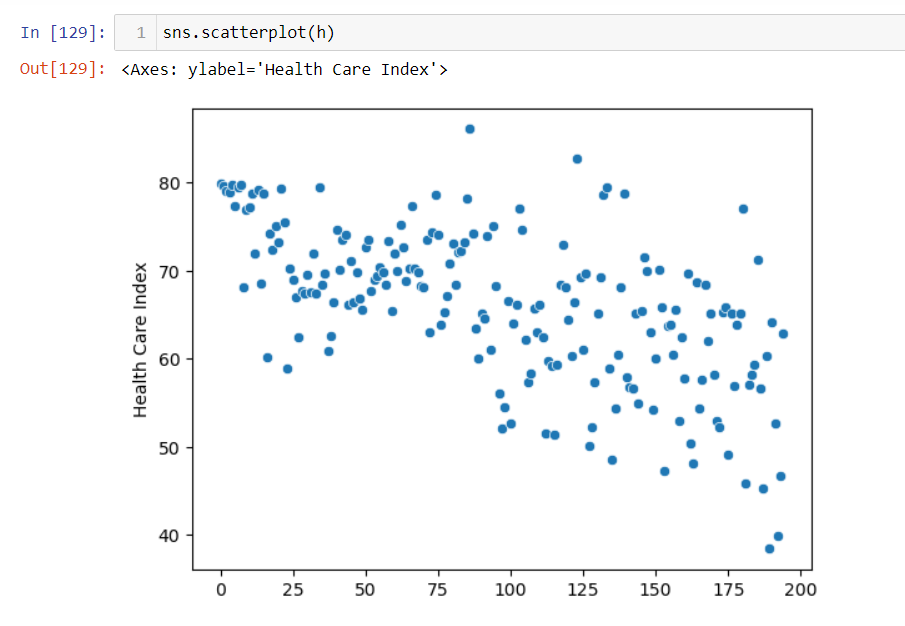 In [129]: 1 sns.scatterplot(h)
Out[129]: <Axes: ylabel='Health Care Index'>
80
70
60
50
40
Health Care Index
0 25 50 75 100 125 150 175 200